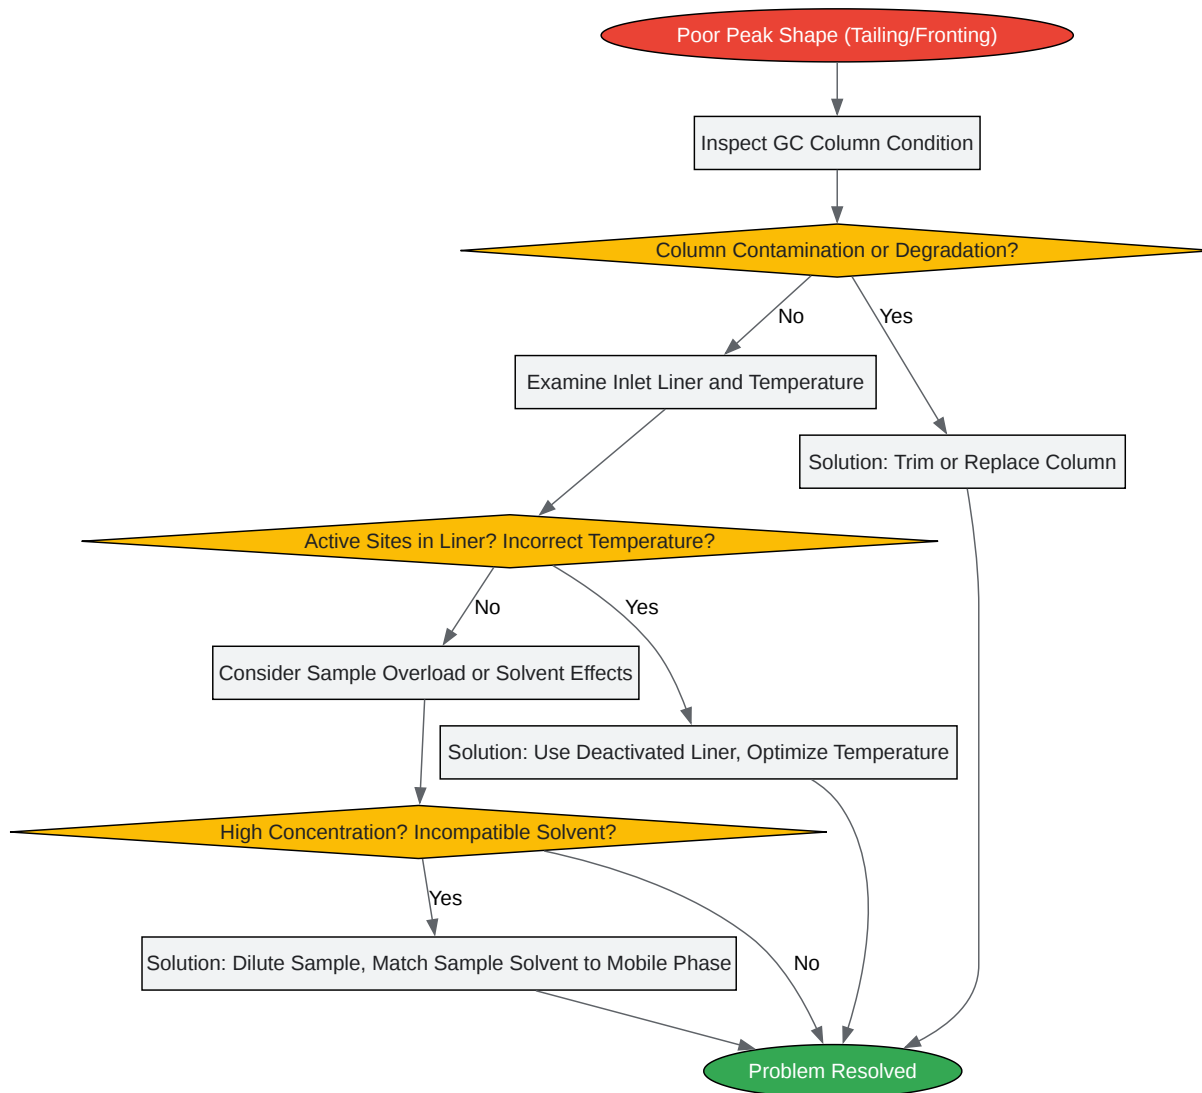 Poor Peak Shape (Tailing/Fronting)
Inspect GC Column Condition
Column Contamination or Degradation?
No
Yes
Examine Inlet Liner and Temperature
Solution: Trim or Replace Column
Active Sites in Liner? Incorrect Temperature?
No
Yes
Consider Sample Overload or Solvent Effects
Solution: Use Deactivated Liner, Optimize Temperature
High Concentration? Incompatible Solvent?
Yes
No
Solution: Dilute Sample, Match Sample Solvent to Mobile Phase
Problem Resolved